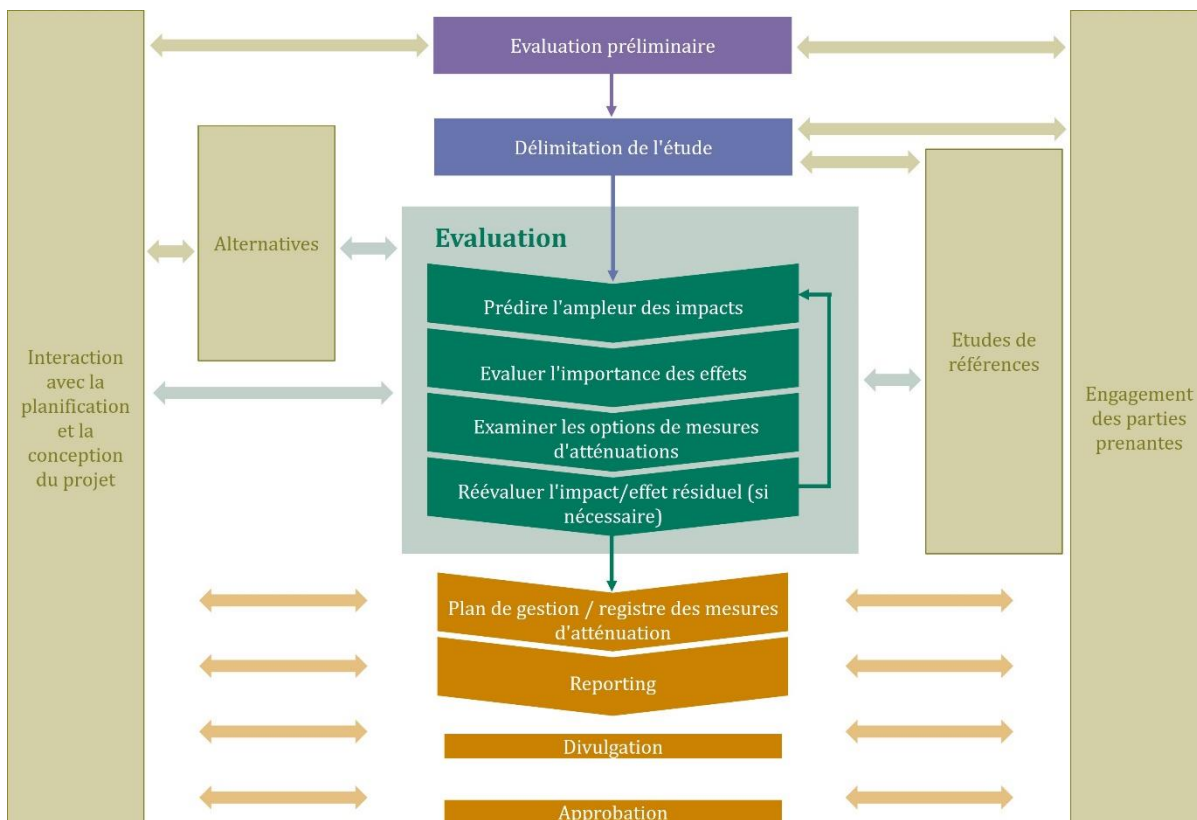 Evaluation préliminaire
Délimitation de l'étude
Alternatives
Evaluation
Prédire l'ampleur des impacts
Evaluer l'importance des effets
Examiner les options de mesures
d'atténuations
Réévaluer l'impact/effet résiduel (si
nécessaire)
Interaction
avec la
planification
et la
conception
du projet
Etudes de
références
Engagement
des parties
prenantes
Plan de gestion / registre des mesures
d'atténuation
Reporting
Divulgation
Approbation